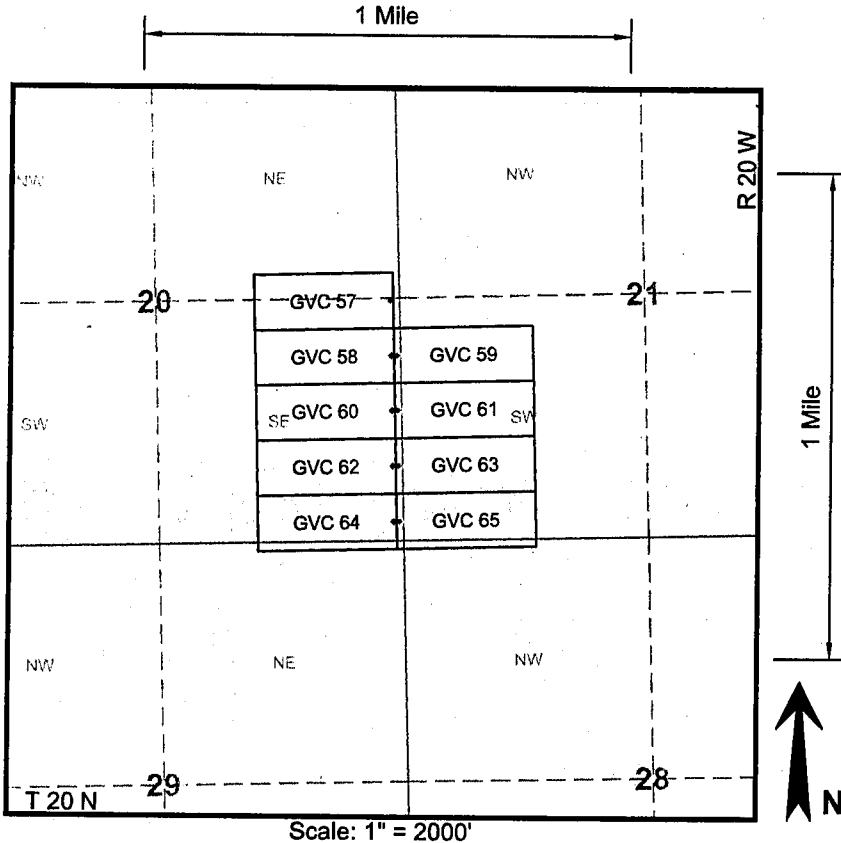 1 Mile
R 20 W
NW NE NW
20 GVC 57 21
GVC 58 GVC 59
SW SE GVC 60 GVC 61 SW
1 Mile
GVC 62 GVC 63
GVC 64 GVC 65
NW NE NW
29 28
T 20 N
N
Scale: 1" = 2000'